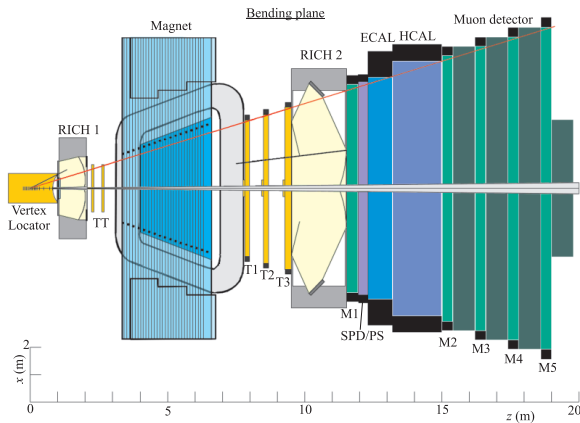 Bending plane
Magnet
RICH 2
ECAL HCAL
Muon detector
RICH 1
Vertex
Locator
TT
T1
T2
T3
M1
SPD/PS
M2
M3
M4
M5
2
0
x (m)
0 5 10 15 20
z (m)